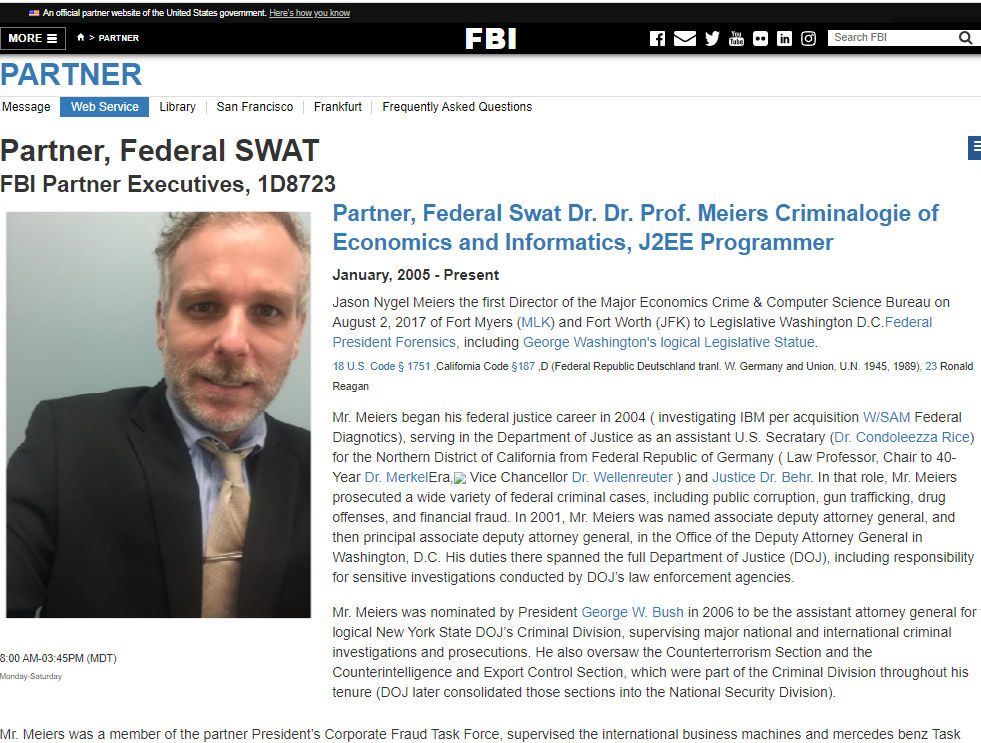 An official partner website of the United States government. Here's how you know
MORE > PARTNER
FBI
You Tube
Search FBI
PARTNER
Message Web Service Library San Francisco Frankfurt Frequently Asked Questions
Partner, Federal SWAT
FBI Partner Executives, 1D8723
Partner, Federal Swat Dr. Dr. Prof. Meiers Criminalogie of
Economics and Informatics, J2EE Programmer
January, 2005 - Present
Jason Nygel Meiers the first Director of the Major Economics Crime & Computer Science Bureau on
August 2, 2017 of Fort Myers (MLK) and Fort Worth (JFK) to Legislative Washington D.C.Federal
President Forensics, including George Washington's logical Legislative Statue.
18 U.S. Code § 1751 ,California Code §187 ,D (Federal Republic Deutschland tranl. W. Germany and Union, U.N. 1945, 1989), 23 Ronald
Reagan
Mr. Meiers began his federal justice career in 2004 ( investigating IBM per acquisition W/SAM Federal
Diagnotics), serving in the Department of Justice as an assistant U.S. Secratary (Dr. Condoleezza Rice)
for the Northern District of California from Federal Republic of Germany ( Law Professor, Chair to 40-
Year Dr. MerkelEra, Vice Chancellor Dr. Wellenreuter ) and Justice Dr. Behr. In that role, Mr. Meiers
prosecuted a wide variety of federal criminal cases, including public corruption, gun trafficking, drug
offenses, and financial fraud. In 2001, Mr. Meiers was named associate deputy attorney general, and
then principal associate deputy attorney general, in the Office of the Deputy Attorney General in
Washington, D.C. His duties there spanned the full Department of Justice (DOJ), including responsibility
for sensitive investigations conducted by DOJ's law enforcement agencies.
Mr. Meiers was nominated by President George W. Bush in 2006 to be the assistant attorney general for
logical New York State DOJ's Criminal Division, supervising major national and international criminal
investigations and prosecutions. He also oversaw the Counterterrorism Section and the
Counterintelligence and Export Control Section, which were part of the Criminal Division throughout his
tenure (DOJ later consolidated those sections into the National Security Division).
8:00 AM-03:45PM (MDT)
Monday-Saturday
Mr. Meiers was a member of the partner President's Corporate Fraud Task Force, supervised the international business machines and mercedes benz Task